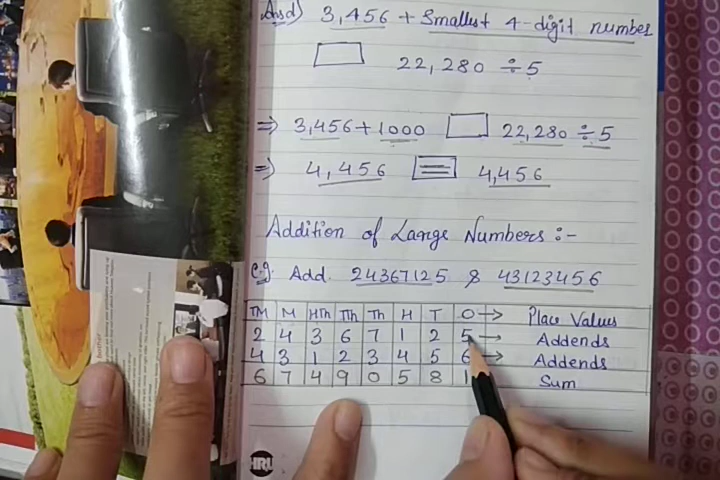 Ans d) 3,456 + Smallest 4-digit number
22,280 ÷ 5
⇒ 3,456 + 1000 22,280 ÷ 5
⇒ 4,456 = 4,456
Addition of Large Numbers :-
e.g. Add 24367125 & 43123456
TM M HTh TTh Th H T O → Place Values
2 4 3 6 7 1 2 5 → Addends
4 3 1 2 3 4 5 6 → Addends
6 7 4 9 0 5 8 1 Sum